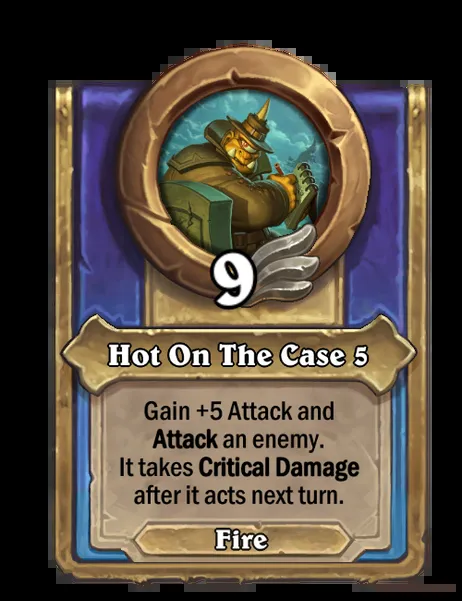 9
Hot On The Case 5
Gain +5 Attack and
Attack an enemy.
It takes Critical Damage
after it acts next turn.
Fire